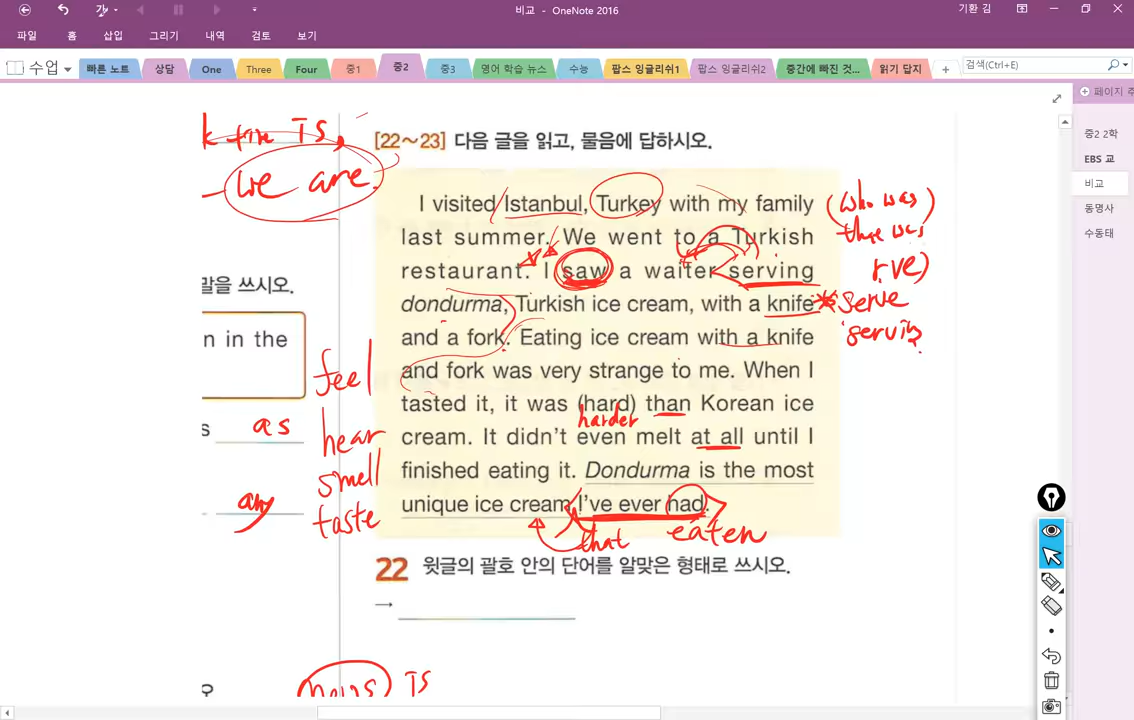 비교 - OneNote 2016
기환 김
파일 홈 삽입 그리기 내역 검토 보기
수업 빠른 노트 상담 One Three Four 중1 중2 중3 영어 학습 뉴스 수능 팝스 잉글리쉬1 팝스 잉글리쉬2 중간에 빠진 것... 읽기 답지 + 검색(Ctrl+E)
페이지 추
중2 2학
EBS 교
비교
동명사
수동태
TS,
we are.
말을 쓰시오.
n in the
s as
any
feel
hear
smell
taste
[22~23] 다음 글을 읽고, 물음에 답하시오.
I visited Istanbul, Turkey with my family
last summer. We went to a Turkish
restaurant. I saw a waiter serving
dondurma, Turkish ice cream, with a knife
and a fork. Eating ice cream with a knife
and fork was very strange to me. When I
tasted it, it was (hard) than Korean ice
harder
cream. It didn't even melt at all until I
finished eating it. Dondurma is the most
unique ice cream I've ever had.
that eaten
(who was)
that was
rve)
serve
serving
22 윗글의 괄호 안의 단어를 알맞은 형태로 쓰시오.
→
TS